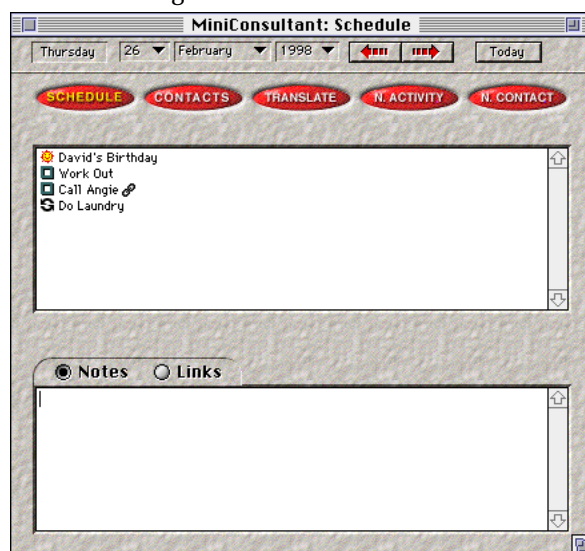 MiniConsultant: Schedule
Thursday 26 February 1998 Today
SCHEDULE CONTACTS TRANSLATE N. ACTIVITY N. CONTACT
David's Birthday
Work Out
Call Angie
Do Laundry
Notes Links